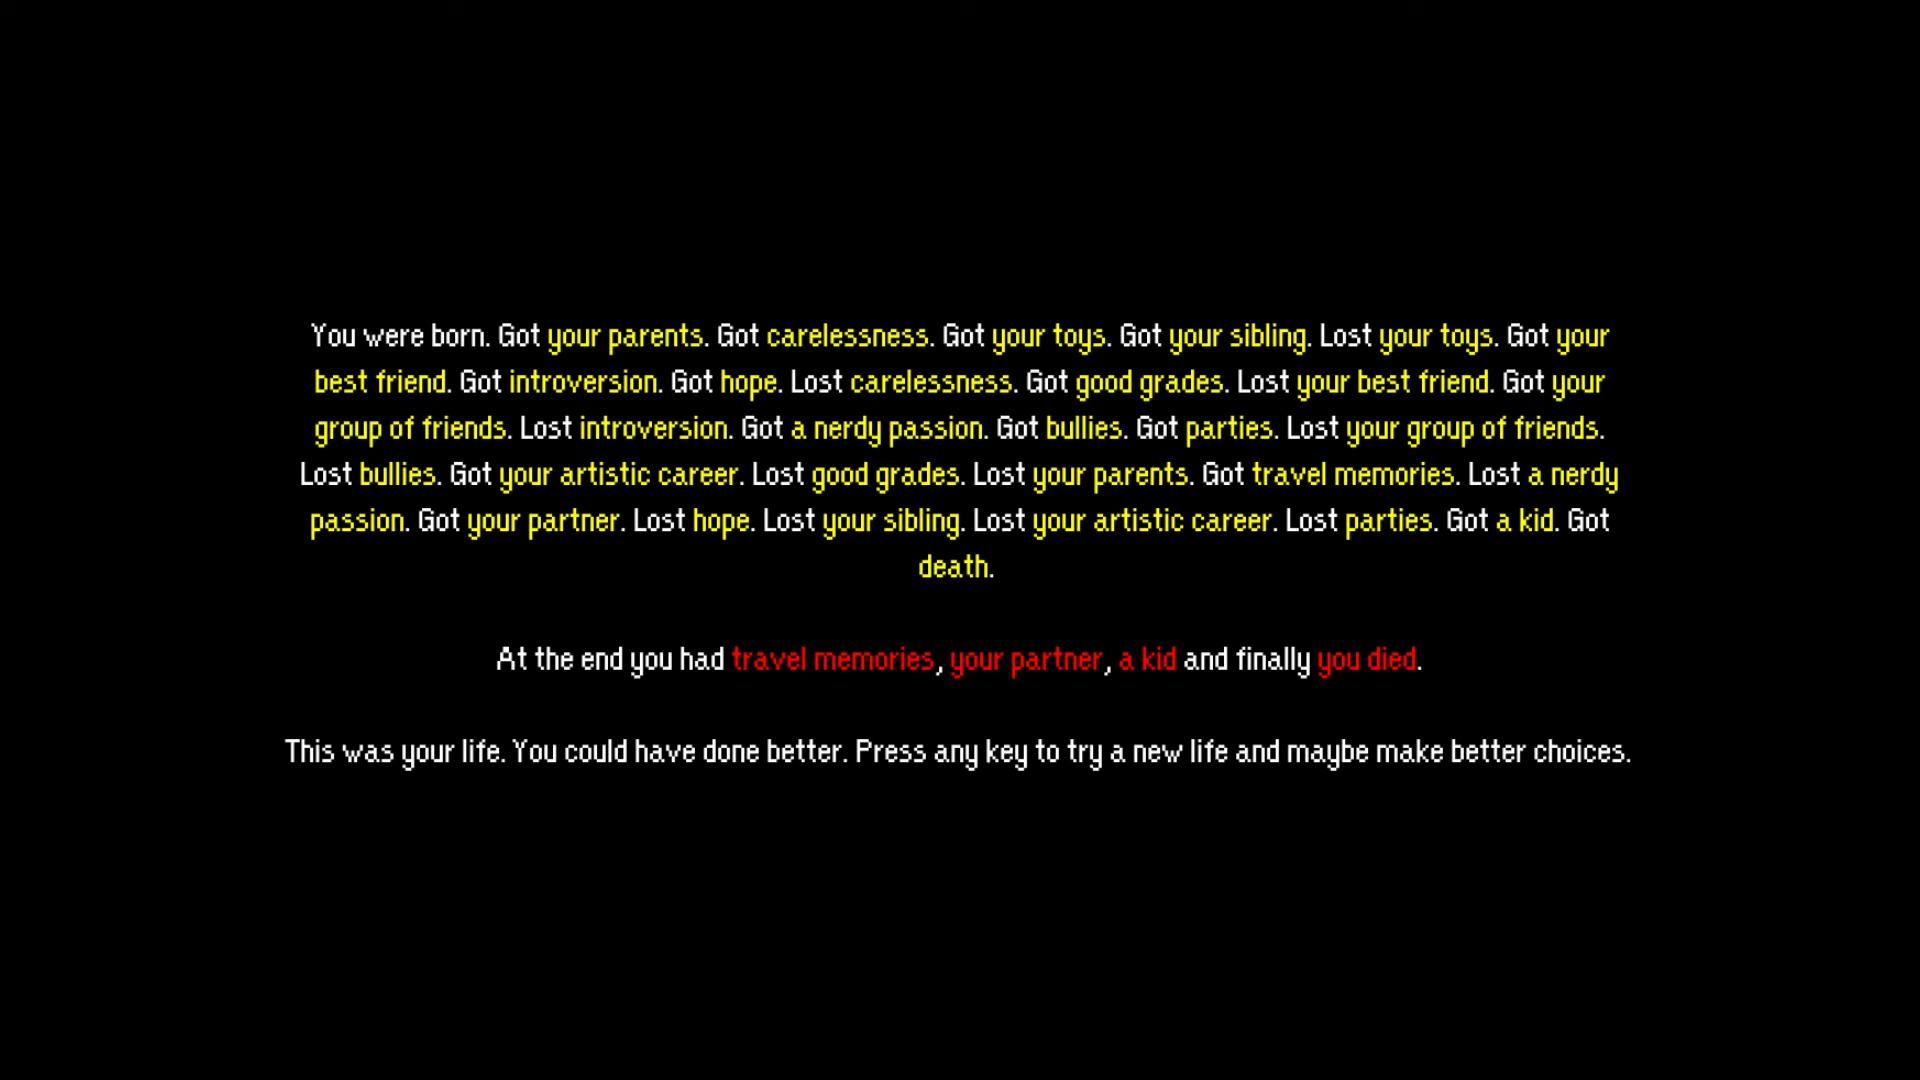 You were born. Got your parents. Got carelessness. Got your toys. Got your sibling. Lost your toys. Got your
best friend. Got introversion. Got hope. Lost carelessness. Got good grades. Lost your best friend. Got your
group of friends. Lost introversion. Got a nerdy passion. Got bullies. Got parties. Lost your group of friends.
Lost bullies. Got your artistic career. Lost good grades. Lost your parents. Got travel memories. Lost a nerdy
passion. Got your partner. Lost hope. Lost your sibling. Lost your artistic career. Lost parties. Got a kid. Got
death.
At the end you had travel memories, your partner, a kid and finally you died.
This was your life. You could have done better. Press any key to try a new life and maybe make better choices.